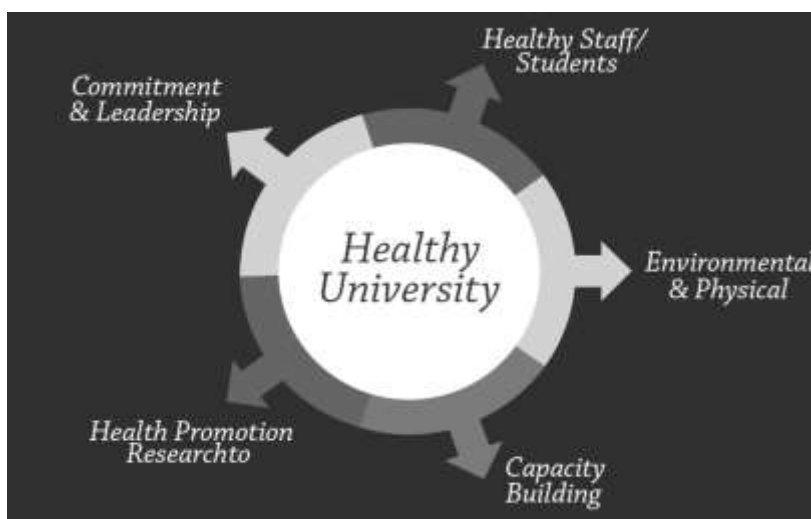 Healthy Staff/
Students
Commitment
& Leadership
Healthy
University
Environmental
& Physical
Health Promotion
Researchto
Capacity
Building